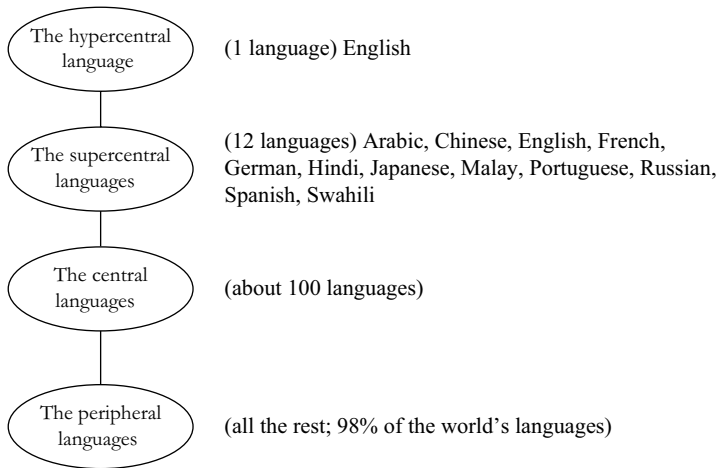 The hypercentral
language
(1 language) English
The supercentral
languages
(12 languages) Arabic, Chinese, English, French,
German, Hindi, Japanese, Malay, Portuguese, Russian,
Spanish, Swahili
The central
languages
(about 100 languages)
The peripheral
languages
(all the rest; 98% of the world’s languages)